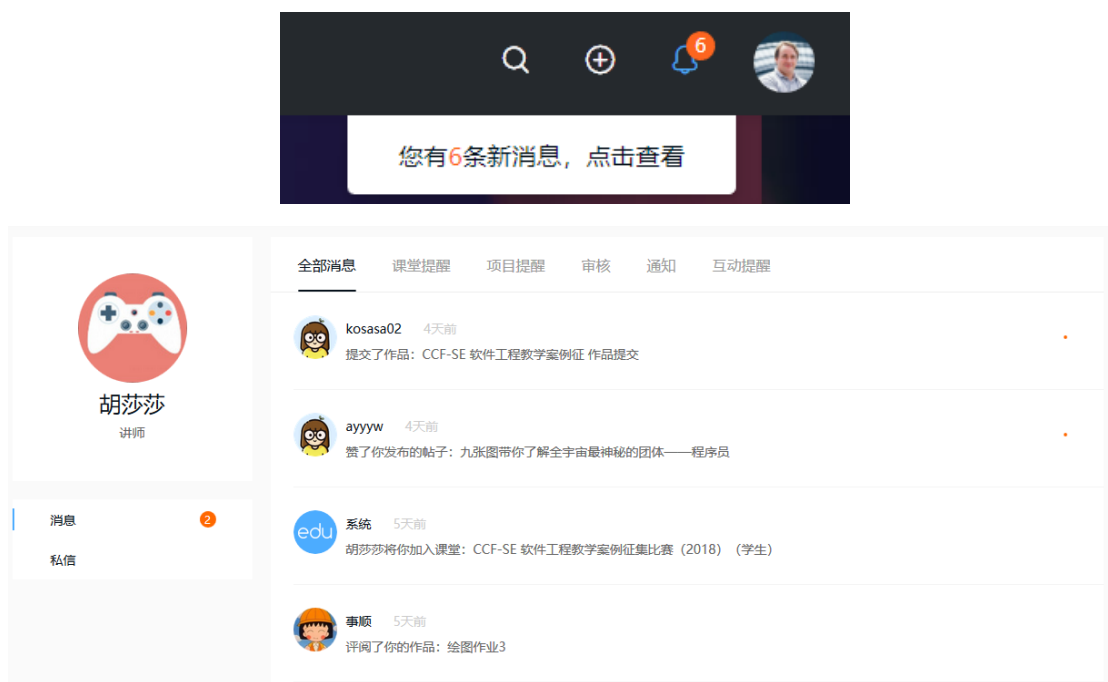 6
您有6条新消息，点击查看
胡莎莎
讲师
消息 2
私信
全部消息 课堂提醒 项目提醒 审核 通知 互动提醒
kosasa02 4天前
提交了作品：CCF-SE 软件工程教学案例征 作品提交
ayyyw 4天前
赞了你发布的帖子：九张图带你了解全宇宙最神秘的团体——程序员
edu
系统 5天前
胡莎莎将你加入课堂：CCF-SE 软件工程教学案例征集比赛（2018）（学生）
事顺 5天前
评阅了你的作品：绘图作业3